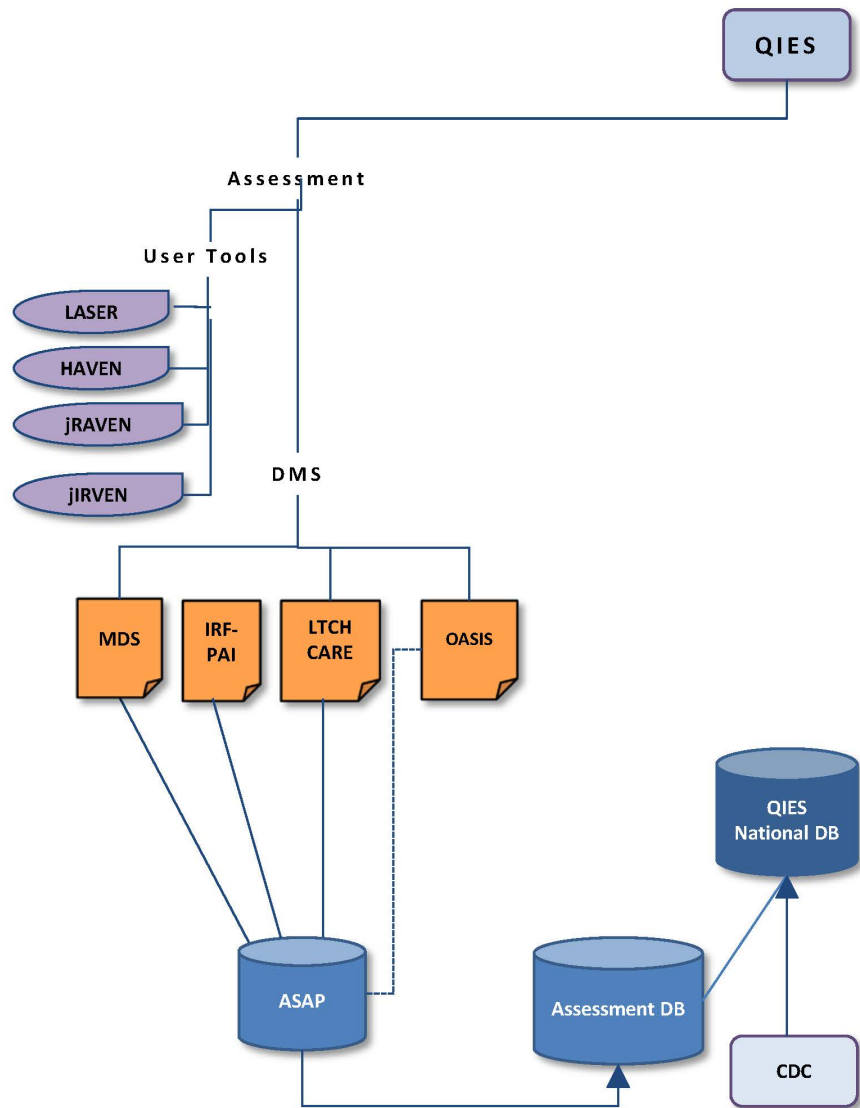 QIES
Assessment
User Tools
LASER
HAVEN
jRAVEN
jIRVEN
DMS
MDS
IRF-
PAI
LTCH
CARE
OASIS
QIES
National DB
ASAP
Assessment DB
CDC